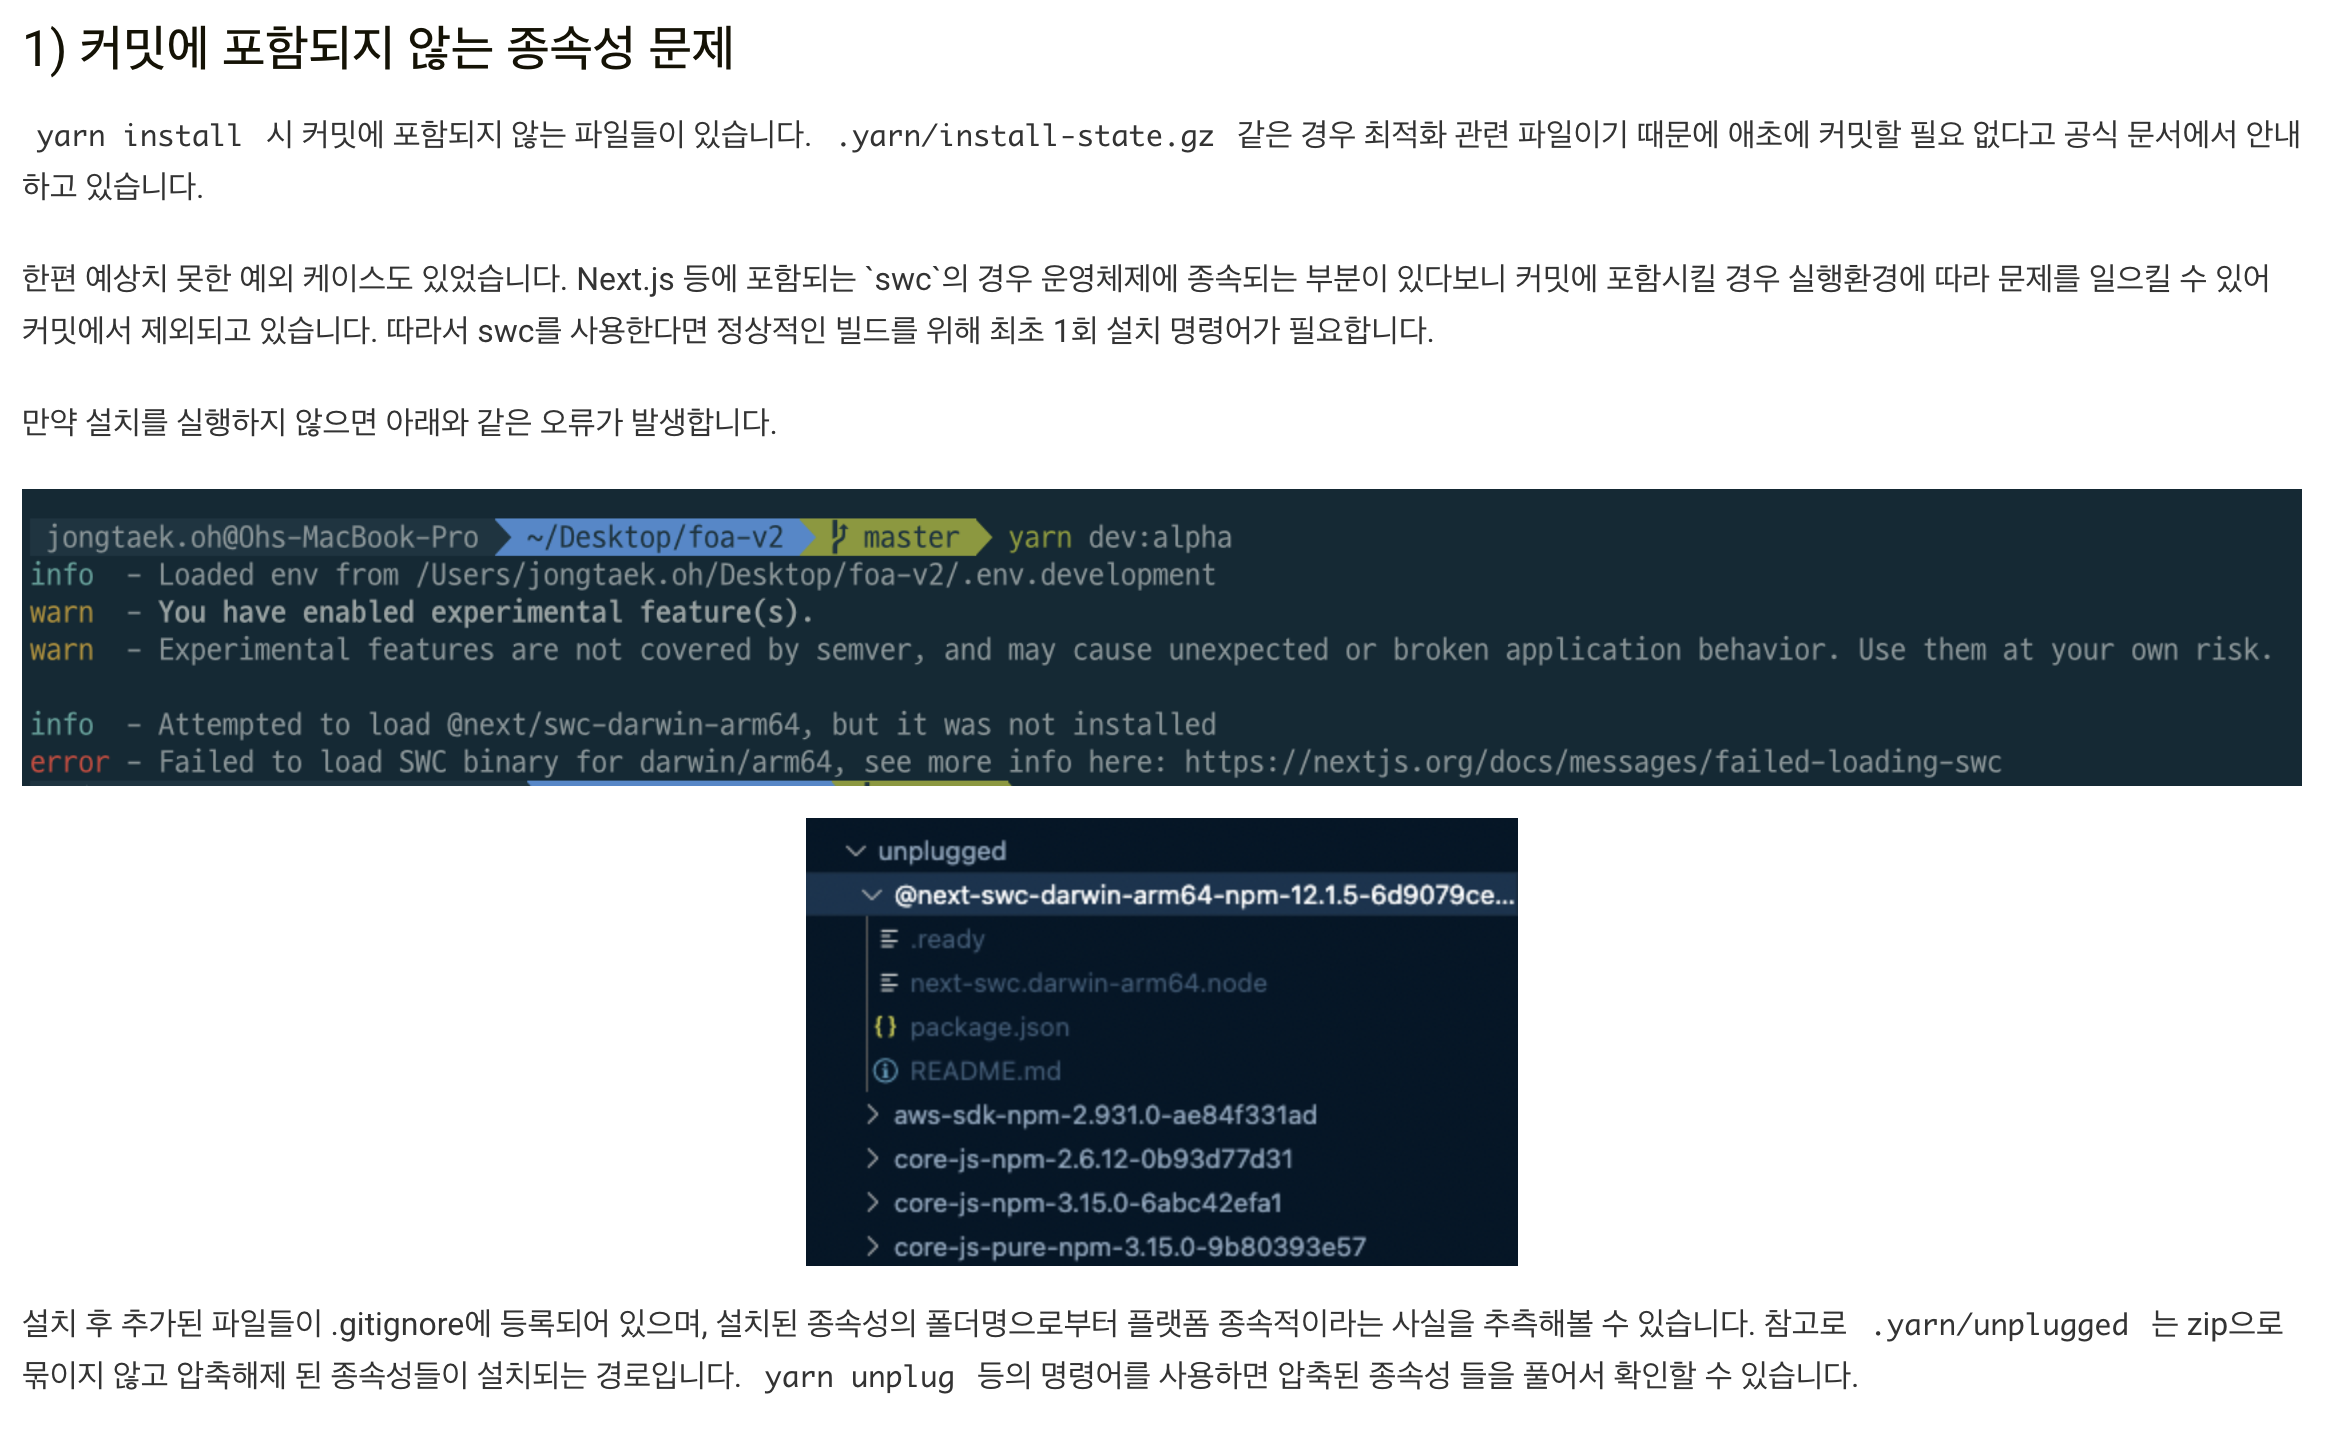 1) 커밋에 포함되지 않는 종속성 문제
yarn install 시 커밋에 포함되지 않는 파일들이 있습니다. .yarn/install-state.gz 같은 경우 최적화 관련 파일이기 때문에 애초에 커밋할 필요 없다고 공식 문서에서 안내
하고 있습니다.
한편 예상치 못한 예외 케이스도 있었습니다. Next.js 등에 포함되는 `swc`의 경우 운영체제에 종속되는 부분이 있다보니 커밋에 포함시킬 경우 실행환경에 따라 문제를 일으킬 수 있어
커밋에서 제외되고 있습니다. 따라서 swc를 사용한다면 정상적인 빌드를 위해 최초 1회 설치 명령어가 필요합니다.
만약 설치를 실행하지 않으면 아래와 같은 오류가 발생합니다.
jongtaek.oh@Ohs-MacBook-Pro ~/Desktop/foa-v2 master yarn dev:alpha
info - Loaded env from /Users/jongtaek.oh/Desktop/foa-v2/.env.development
warn - You have enabled experimental feature(s).
warn - Experimental features are not covered by semver, and may cause unexpected or broken application behavior. Use them at your own risk.
info - Attempted to load @next/swc-darwin-arm64, but it was not installed
error - Failed to load SWC binary for darwin/arm64, see more info here: https://nextjs.org/docs/messages/failed-loading-swc
unplugged
@next-swc-darwin-arm64-npm-12.1.5-6d9079ce...
.ready
next-swc.darwin-arm64.node
package.json
README.md
aws-sdk-npm-2.931.0-ae84f331ad
core-js-npm-2.6.12-0b93d77d31
core-js-npm-3.15.0-6abc42efa1
core-js-pure-npm-3.15.0-9b80393e57
설치 후 추가된 파일들이 .gitignore에 등록되어 있으며, 설치된 종속성의 폴더명으로부터 플랫폼 종속적이라는 사실을 추측해볼 수 있습니다. 참고로 .yarn/unplugged 는 zip으로
묶이지 않고 압축해제 된 종속성들이 설치되는 경로입니다. yarn unplug 등의 명령어를 사용하면 압축된 종속성 들을 풀어서 확인할 수 있습니다.